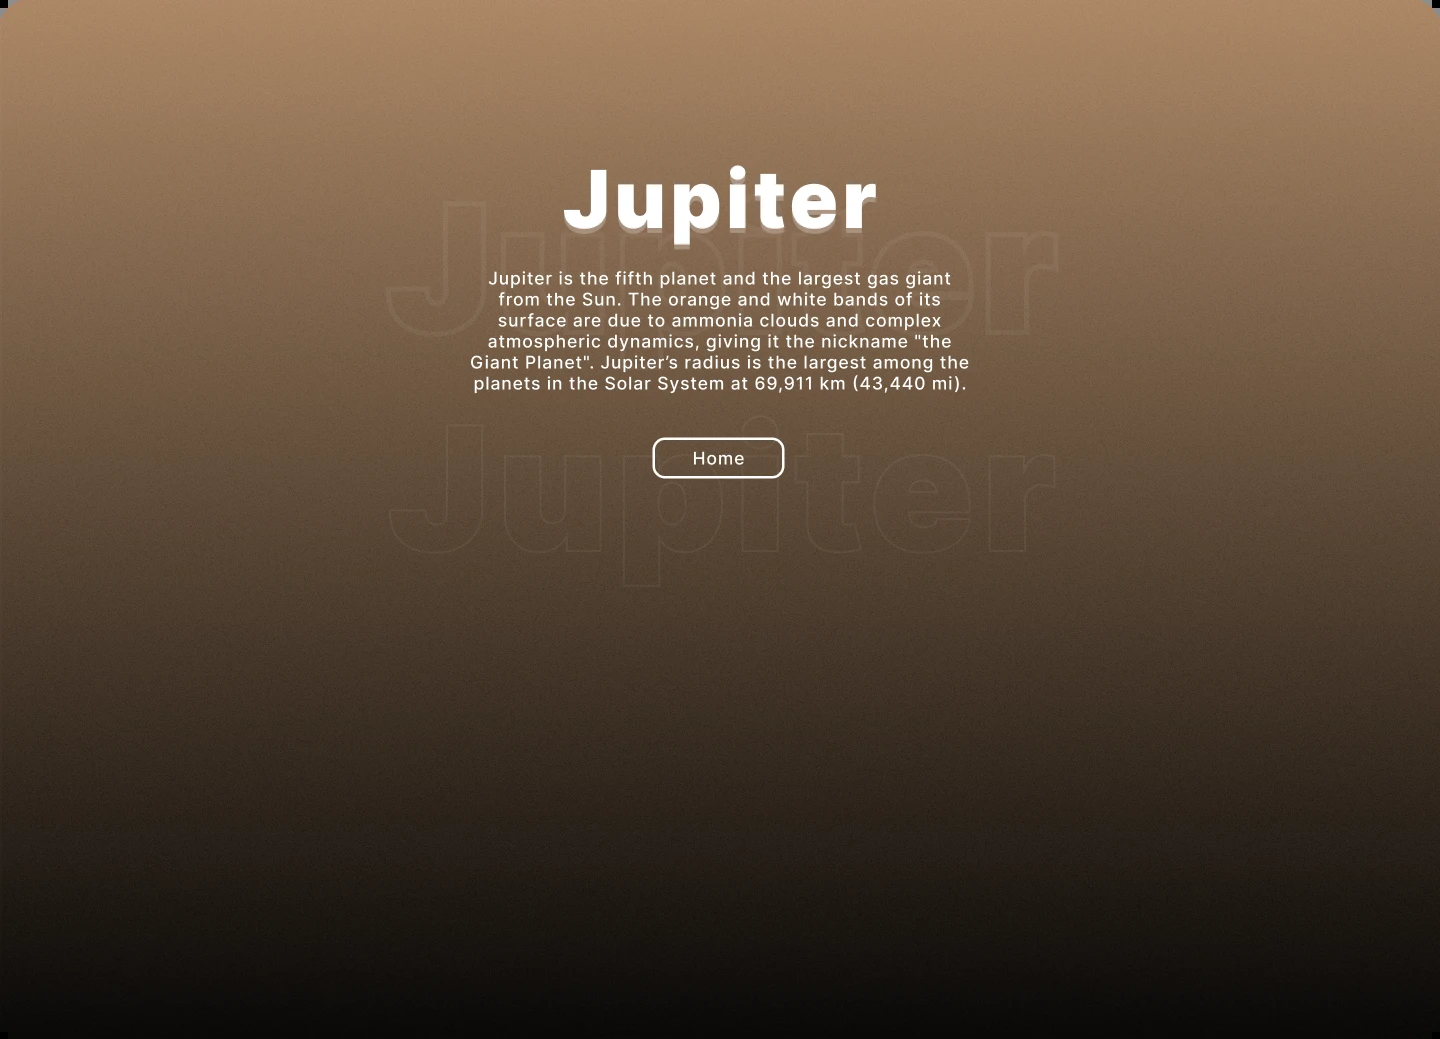 Jupiter
Jupiter
Jupiter is the fifth planet and the largest gas giant
from the Sun. The orange and white bands of its
surface are due to ammonia clouds and complex
atmospheric dynamics, giving it the nickname "the
Giant Planet". Jupiter’s radius is the largest among the
planets in the Solar System at 69,911 km (43,440 mi).
Home
Jupiter